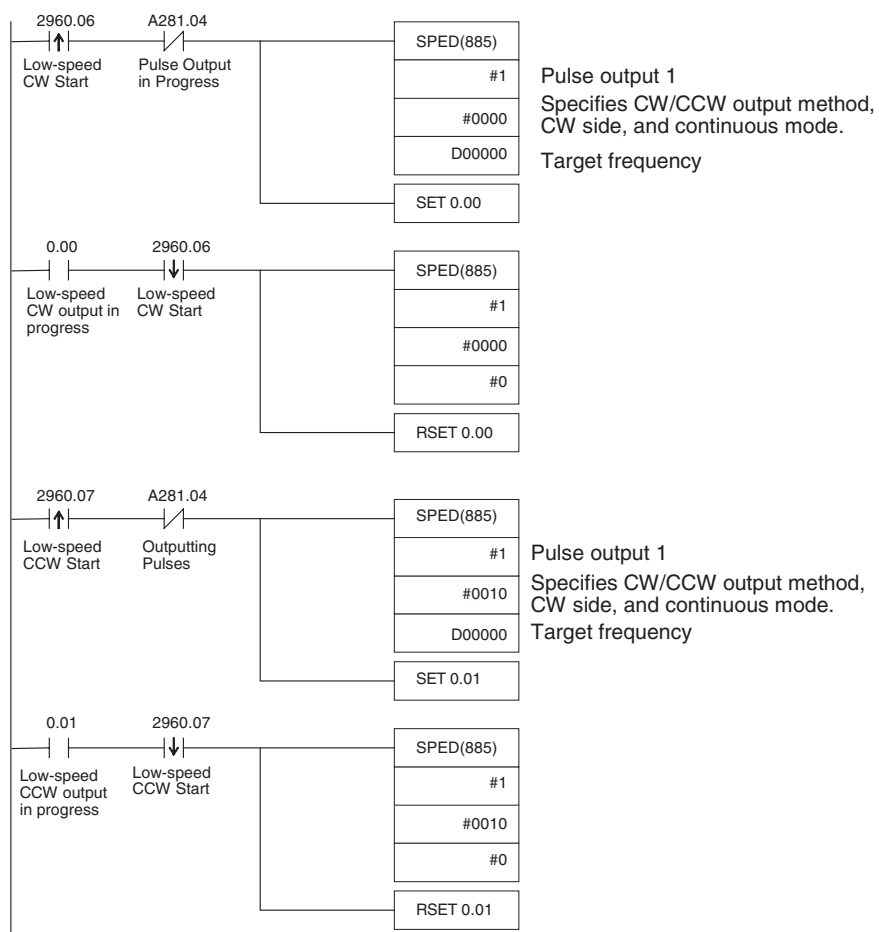 2960.06 A281.04
SPED(885)
Low-speed
CW Start
Pulse Output
in Progress
#1
Pulse output 1
#0000
Specifies CW/CCW output method,
CW side, and continuous mode.
D00000
Target frequency
SET 0.00
0.00 2960.06
SPED(885)
Low-speed
CW output in
progress
Low-speed
CW Start
#1
#0000
#0
RSET 0.00
2960.07 A281.04
SPED(885)
Low-speed
CCW Start
Outputting
Pulses
#1
Pulse output 1
#0010
Specifies CW/CCW output method,
CW side, and continuous mode.
D00000
Target frequency
SET 0.01
0.01 2960.07
SPED(885)
Low-speed
CCW output
in progress
Low-speed
CCW Start
#1
#0010
#0
RSET 0.01